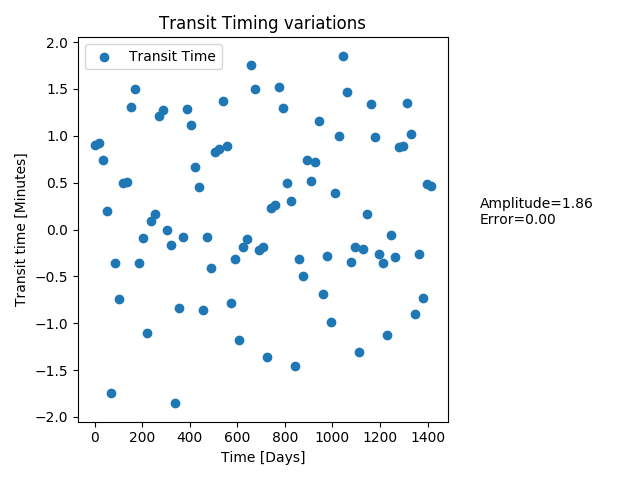 Transit Timing variations
Transit Time
2.0
1.5
1.0
0.5
0.0
−0.5
−1.0
−1.5
−2.0
Transit time [Minutes]
0 200 400 600 800 1000 1200 1400
Time [Days]
Amplitude=1.86
Error=0.00